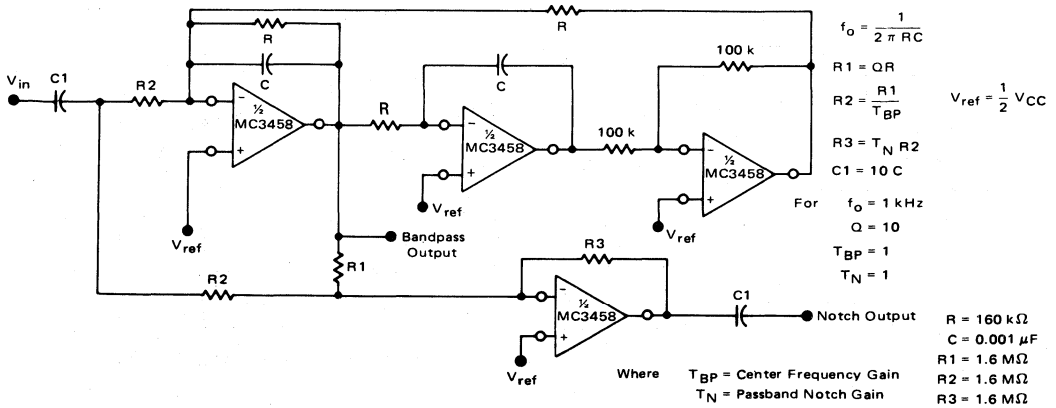 R
R
C
V_in
C1
R2
−
½
MC3458
+
V_ref
R
C
−
½
MC3458
+
V_ref
100 k
100 k
−
½
MC3458
+
V_ref
Bandpass
Output
R1
R2
R3
−
½
MC3458
+
V_ref
C1
Notch Output
f_o = 1 / 2 π RC
R1 = QR
R2 = R1 / T_BP
V_ref = 1/2 V_CC
R3 = T_N R2
C1 = 10 C
For f_o = 1 kHz
Q = 10
T_BP = 1
T_N = 1
R = 160 kΩ
C = 0.001 μF
R1 = 1.6 MΩ
R2 = 1.6 MΩ
R3 = 1.6 MΩ
Where T_BP = Center Frequency Gain
T_N = Passband Notch Gain